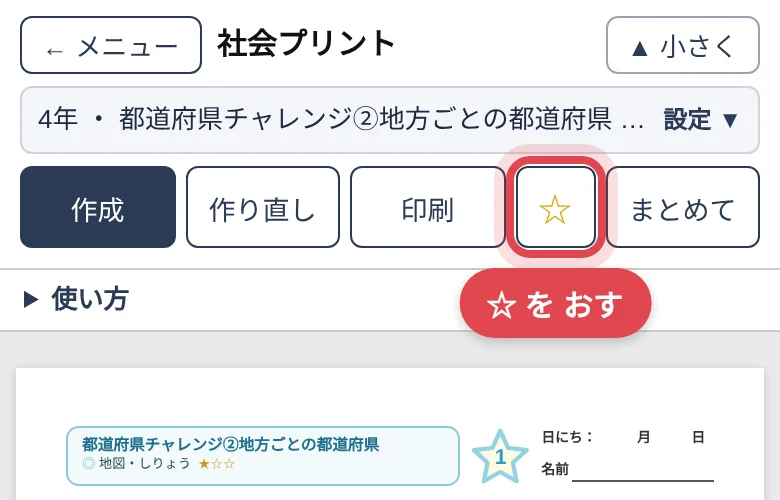 ← メニュー 社会プリント ▲ 小さく
4年 ・ 都道府県チャレンジ②地方ごとの都道府県 … 設定 ▼
作成 作り直し 印刷 ☆ まとめて
▶ 使い方
☆ を おす
都道府県チャレンジ②地方ごとの都道府県
◎ 地図・しりょう ★☆☆
1
日にち： 月 日
名前